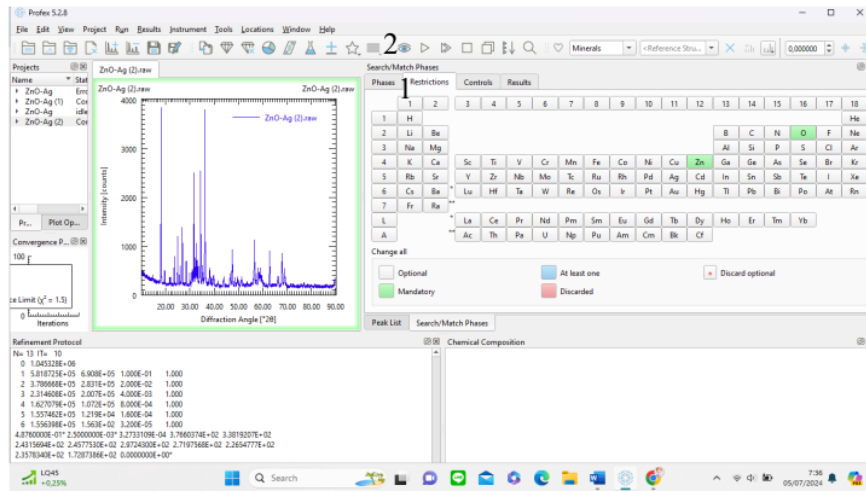 Profex 5.2.8
File Edit View Project Run Results Instrument Tools Locations Window Help
2
Minerals
<Reference Stru...
0,000000
Projects
Name Stat
ZnO-Ag Erro
ZnO-Ag (1) Cor
ZnO-Ag idle
ZnO-Ag (2) Cor
Pr... Plot Op...
Convergence P...
100
ce Limit (χ² = 1.5)
0
Iterations
ZnO-Ag (2).raw
ZnO-Ag (2).raw ZnO-Ag (2).raw
ZnO-Ag (2).raw
Intensity [counts]
4000
3000
2000
1000
0
20.00 30.00 40.00 50.00 60.00 70.00 80.00 90.00
Diffraction Angle [°2θ]
Search/Match Phases
Phases 1 Restrictions Controls Results
1 2 3 4 5 6 7 8 9 10 11 12 13 14 15 16 17 18
1 H He
2 Li Be B C N O F Ne
3 Na Mg Al Si P S Cl Ar
4 K Ca Sc Ti V Cr Mn Fe Co Ni Cu Zn Ga Ge As Se Br Kr
5 Rb Sr Y Zr Nb Mo Tc Ru Rh Pd Ag Cd In Sn Sb Te I Xe
6 Cs Ba * Lu Hf Ta W Re Os Ir Pt Au Hg Tl Pb Bi Po At Rn
7 Fr Ra **
L * La Ce Pr Nd Pm Sm Eu Gd Tb Dy Ho Er Tm Yb
A ** Ac Th Pa U Np Pu Am Cm Bk Cf
Change all
Optional At least one * Discard optional
Mandatory Discarded
Peak List Search/Match Phases
Refinement Protocol
N= 13 IT= 10
0 1.045328E+06
1 5.818725E+05 6.908E+05 1.000E-01 1.000
2 3.786668E+05 2.831E+05 2.000E-02 1.000
3 2.314608E+05 2.007E+05 4.000E-03 1.000
4 1.627079E+05 1.072E+05 8.000E-04 1.000
5 1.557462E+05 1.219E+04 1.600E-04 1.000
6 1.556398E+05 1.563E+02 3.200E-05 1.000
4.8760000E-01* 2.5000000E-03* 3.2733109E-04 3.7660374E+02 3.3819207E+02
2.4315694E+02 2.4577530E+02 2.9724300E+02 2.7197568E+02 2.2654777E+02
2.3578340E+02 1.7287386E+02 0.0000000E+00*
Chemical Composition
LQ45
+0,25%
Search
7:36
05/07/2024